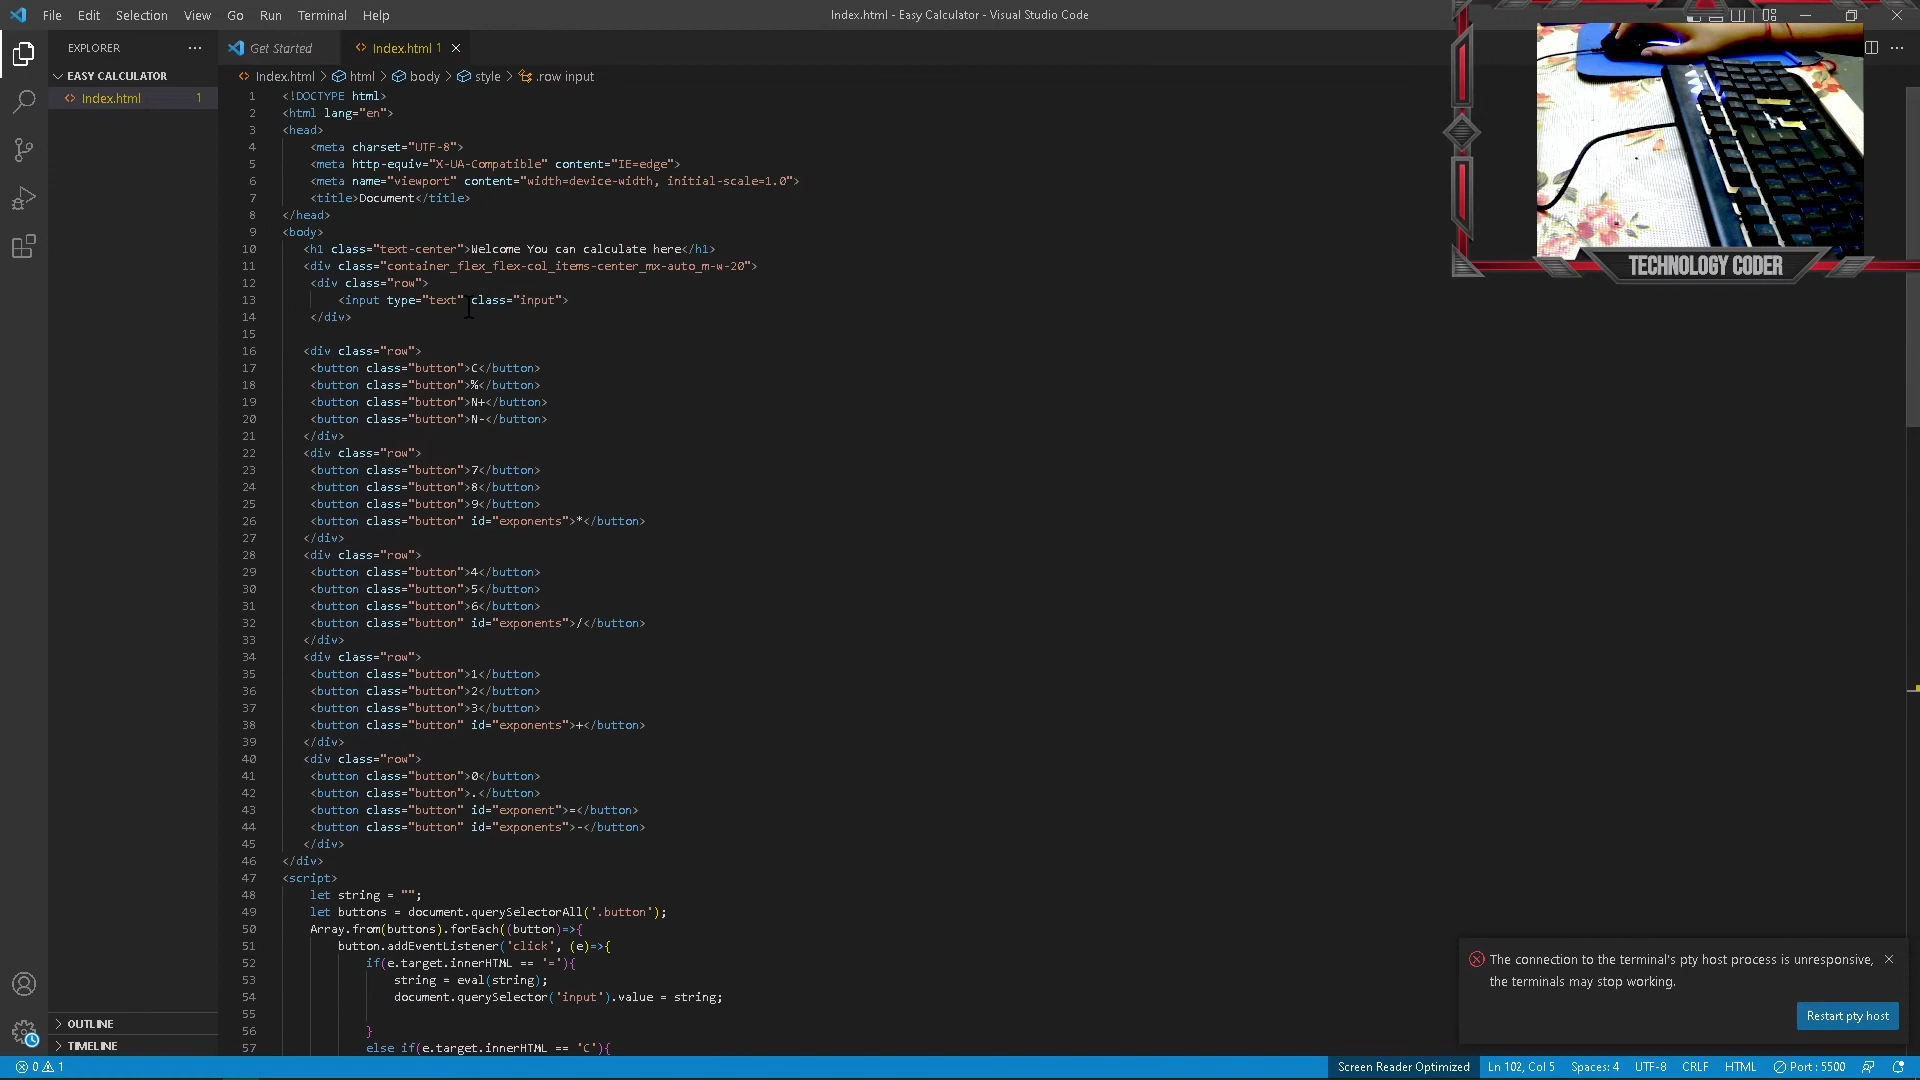 File Edit Selection View Go Run Terminal Help
Index.html - Easy Calculator - Visual Studio Code
EXPLORER
Get Started
Index.html 1
EASY CALCULATOR
Index.html 1
Index.html > html > body > style > .row input
1 <!DOCTYPE html>
2 <html lang="en">
3 <head>
4 <meta charset="UTF-8">
5 <meta http-equiv="X-UA-Compatible" content="IE=edge">
6 <meta name="viewport" content="width=device-width, initial-scale=1.0">
7 <title>Document</title>
8 </head>
9 <body>
10 <h1 class="text-center">Welcome You can calculate here</h1>
11 <div class="container_flex_flex-col_items-center_mx-auto_m-w-20">
12 <div class="row">
13 <input type="text" class="input">
14 </div>
15
16 <div class="row">
17 <button class="button">C</button>
18 <button class="button">%</button>
19 <button class="button">N+</button>
20 <button class="button">N-</button>
21 </div>
22 <div class="row">
23 <button class="button">7</button>
24 <button class="button">8</button>
25 <button class="button">9</button>
26 <button class="button" id="exponents">*</button>
27 </div>
28 <div class="row">
29 <button class="button">4</button>
30 <button class="button">5</button>
31 <button class="button">6</button>
32 <button class="button" id="exponents">/</button>
33 </div>
34 <div class="row">
35 <button class="button">1</button>
36 <button class="button">2</button>
37 <button class="button">3</button>
38 <button class="button" id="exponents">+</button>
39 </div>
40 <div class="row">
41 <button class="button">0</button>
42 <button class="button">.</button>
43 <button class="button" id="exponent">=</button>
44 <button class="button" id="exponents">-</button>
45 </div>
46 </div>
47 <script>
48 let string = "";
49 let buttons = document.querySelectorAll('.button');
50 Array.from(buttons).forEach((button)=>{
51 button.addEventListener('click', (e)=>{
52 if(e.target.innerHTML == '='){
53 string = eval(string);
54 document.querySelector('input').value = string;
55
56 }
57 else if(e.target.innerHTML == 'C'){
TECHNOLOGY CODER
The connection to the terminal's pty host process is unresponsive,
the terminals may stop working.
Restart pty host
OUTLINE
TIMELINE
0 1
Screen Reader Optimized Ln 102, Col 5 Spaces: 4 UTF-8 CRLF HTML Port : 5500